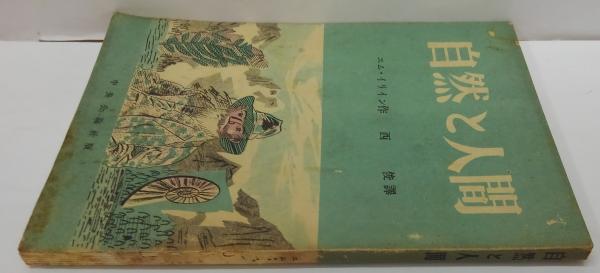 自然と人間
エム・イリイン作
西 俊譯
中央公論社版
自然と人間